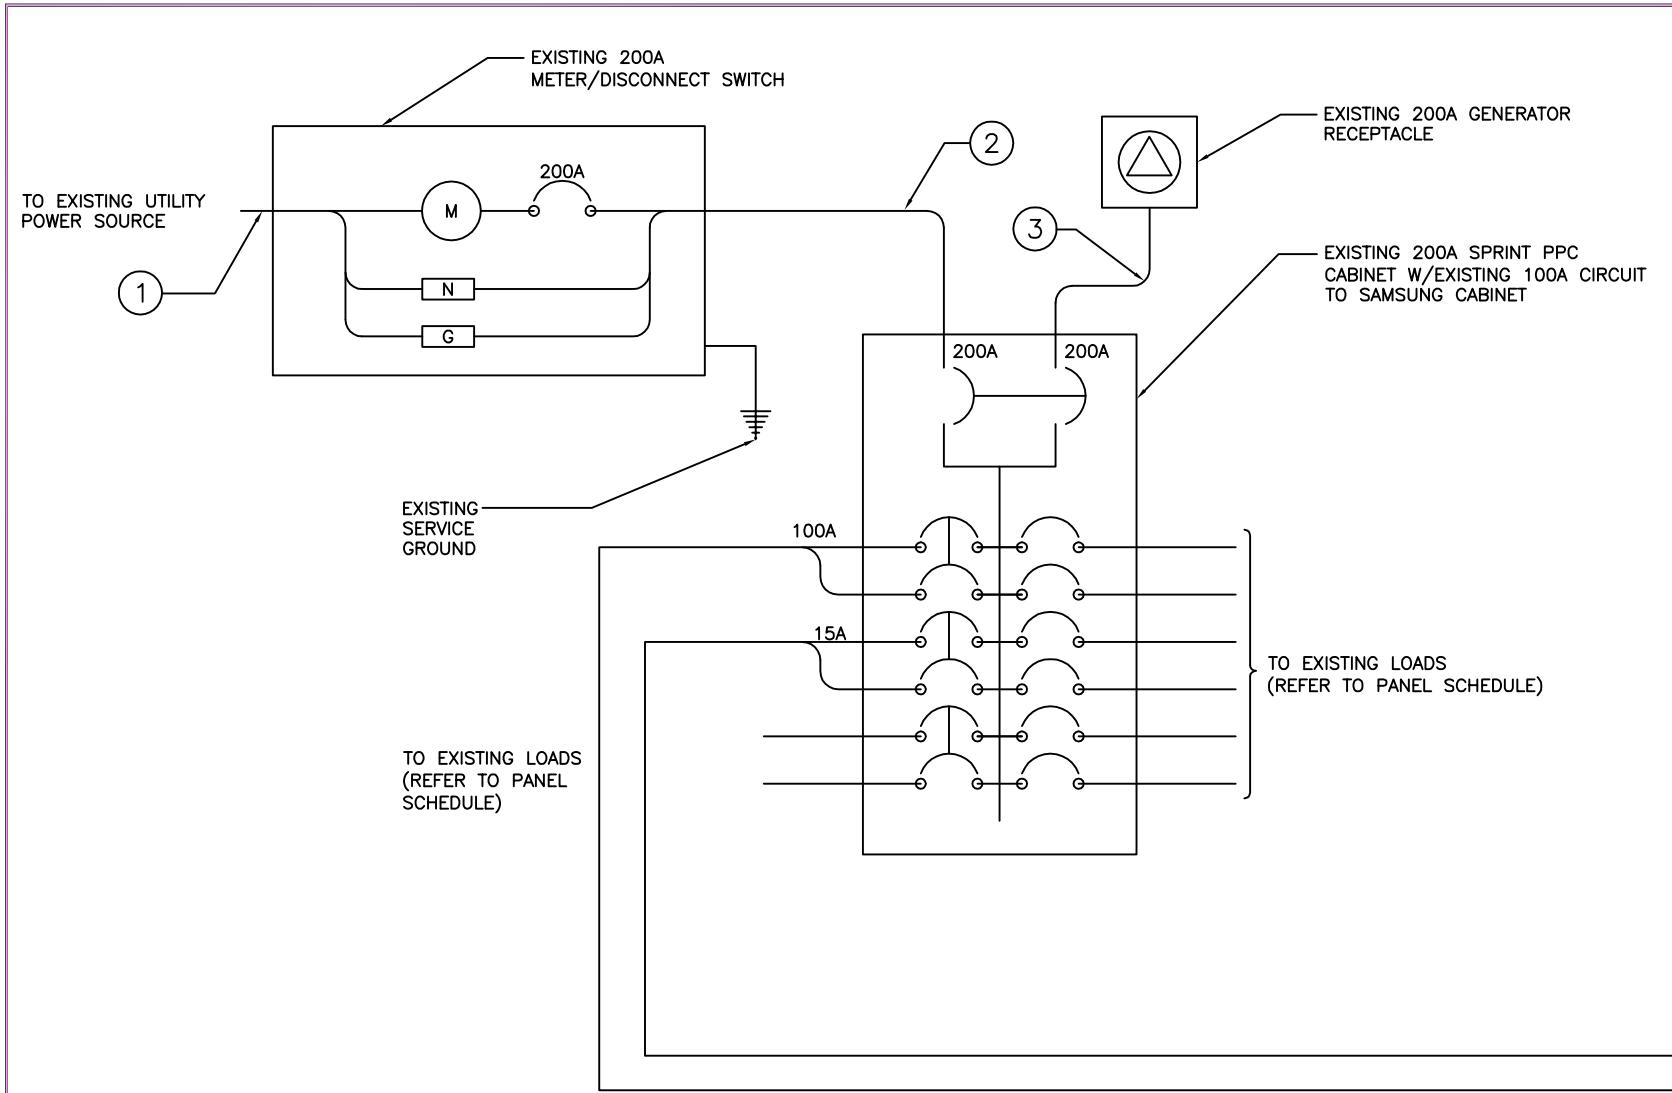 EXISTING 200A
METER/DISCONNECT SWITCH
EXISTING 200A GENERATOR
RECEPTACLE
2
200A
TO EXISTING UTILITY
POWER SOURCE
M
3
1
N
G
EXISTING 200A SPRINT PPC
CABINET W/EXISTING 100A CIRCUIT
TO SAMSUNG CABINET
200A
200A
EXISTING
SERVICE
GROUND
100A
15A
TO EXISTING LOADS
(REFER TO PANEL SCHEDULE)
TO EXISTING LOADS
(REFER TO PANEL
SCHEDULE)